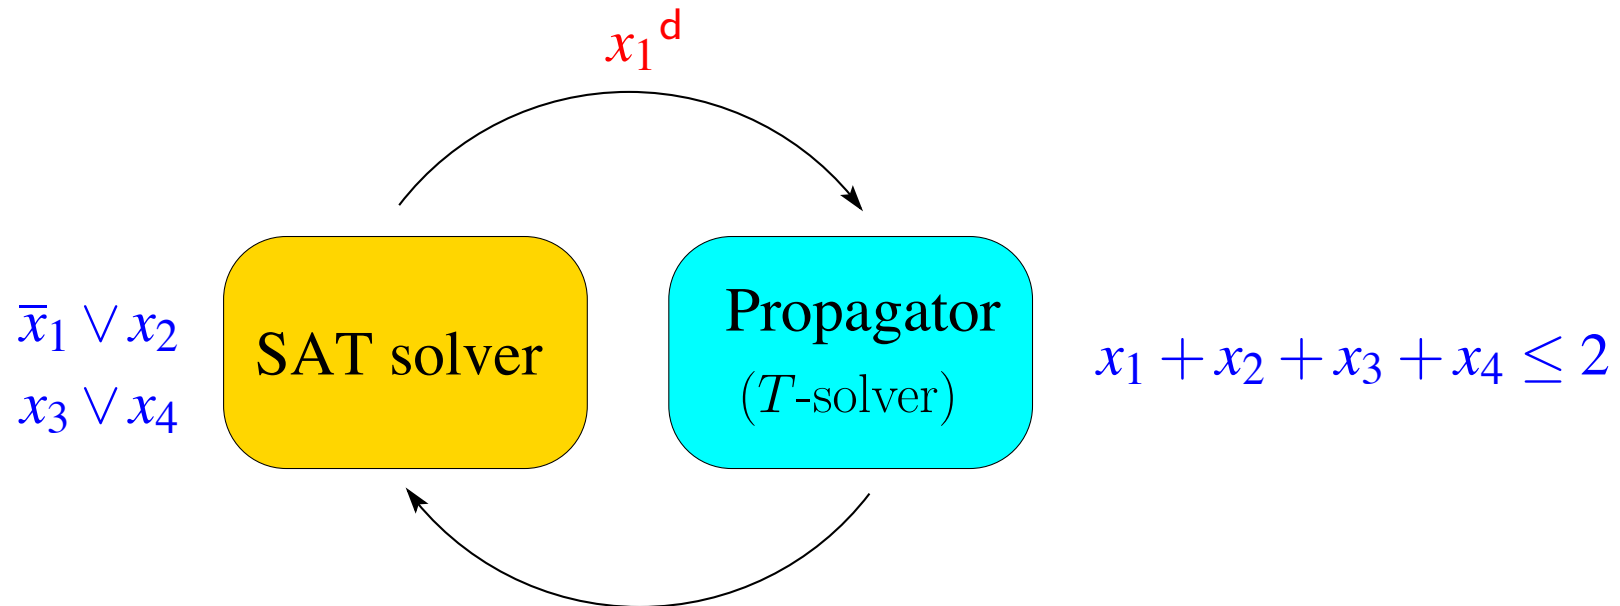 x₁ᵈ
x̅₁ ∨ x₂
x₃ ∨ x₄
SAT solver
Propagator
(T-solver)
x₁ + x₂ + x₃ + x₄ ≤ 2